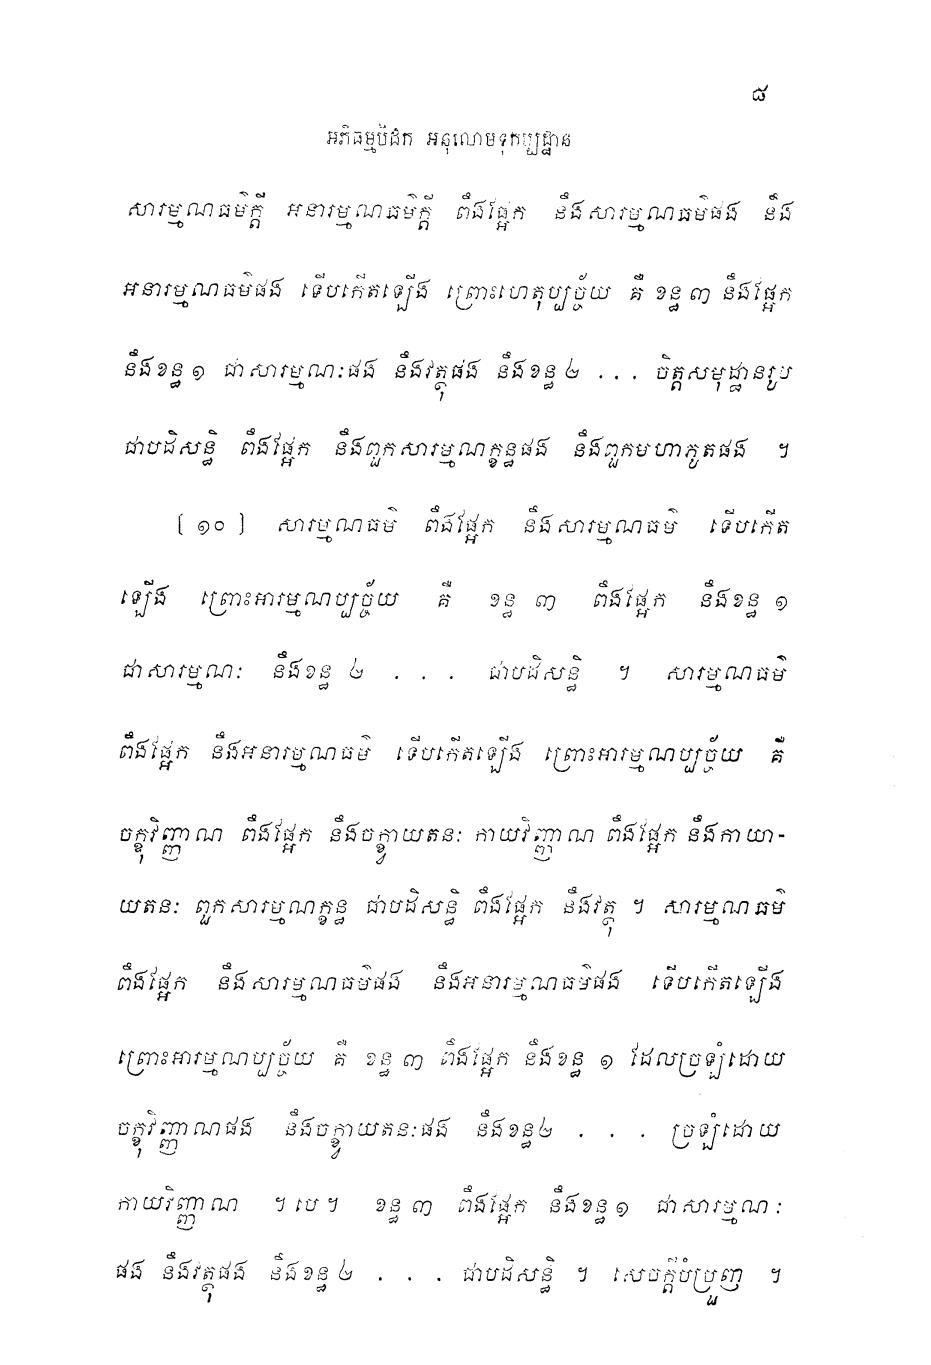 ៨
អភិធម្មបិដក អនុលោមទុកប្បដ្ឋាន
សារម្មណធម៌ក្តី អនារម្មណធម៌ក្តី ពឹងផ្អែក នឹងសារម្មណធម៌ផង នឹង
អនារម្មណធម៌ផង ទើបកើតឡើង ព្រោះហេតុប្បច្ច័យ គឺ ខន្ធ ៣ នឹងផ្អែក
នឹងខន្ធ ១ ជាសារម្មណៈផង នឹងវត្ថុផង នឹងខន្ធ ២ ... ចិត្តសមុដ្ឋានរូប
ជាបដិសន្ធិ ពឹងផ្អែក នឹងពួកសារម្មណក្ខន្ធផង នឹងពួកមហាភូតផង ។
[ ១០ ] សារម្មណធម៌ ពឹងផ្អែក នឹងសារម្មណធម៌ ទើបកើត
ឡើង ព្រោះអារម្មណប្បច្ច័យ គឺ ខន្ធ ៣ ពឹងផ្អែក នឹងខន្ធ ១
ជាសារម្មណៈ នឹងខន្ធ ២ ... ជាបដិសន្ធិ ។ សារម្មណធម៌
ពឹងផ្អែក នឹងអនារម្មណធម៌ ទើបកើតឡើង ព្រោះអារម្មណប្បច្ច័យ គឺ
ចក្ខុវិញ្ញាណ ពឹងផ្អែក នឹងចក្ខ្វាយតនៈ កាយវិញ្ញាណ ពឹងផ្អែក នឹងកាយា-
យតនៈ ពួកសារម្មណក្ខន្ធ ជាបដិសន្ធិ ពឹងផ្អែក នឹងវត្ថុ ។ សារម្មណធម៌
ពឹងផ្អែក នឹងសារម្មណធម៌ផង នឹងអនារម្មណធម៌ផង ទើបកើតឡើង
ព្រោះអារម្មណប្បច្ច័យ គឺ ខន្ធ ៣ ពឹងផ្អែក នឹងខន្ធ ១ ដែលច្រឡំដោយ
ចក្ខុវិញ្ញាណផង នឹងចក្ខ្វាយតនៈផង នឹងខន្ធ២ ... ច្រឡំដោយ
កាយវិញ្ញាណ ។ បេ ។ ខន្ធ ៣ ពឹងផ្អែក នឹងខន្ធ ១ ជាសារម្មណៈ
ផង នឹងវត្ថុផង នឹងខន្ធ ២ ... ជាបដិសន្ធិ ។ សេចក្តីបំប្រួញ ។